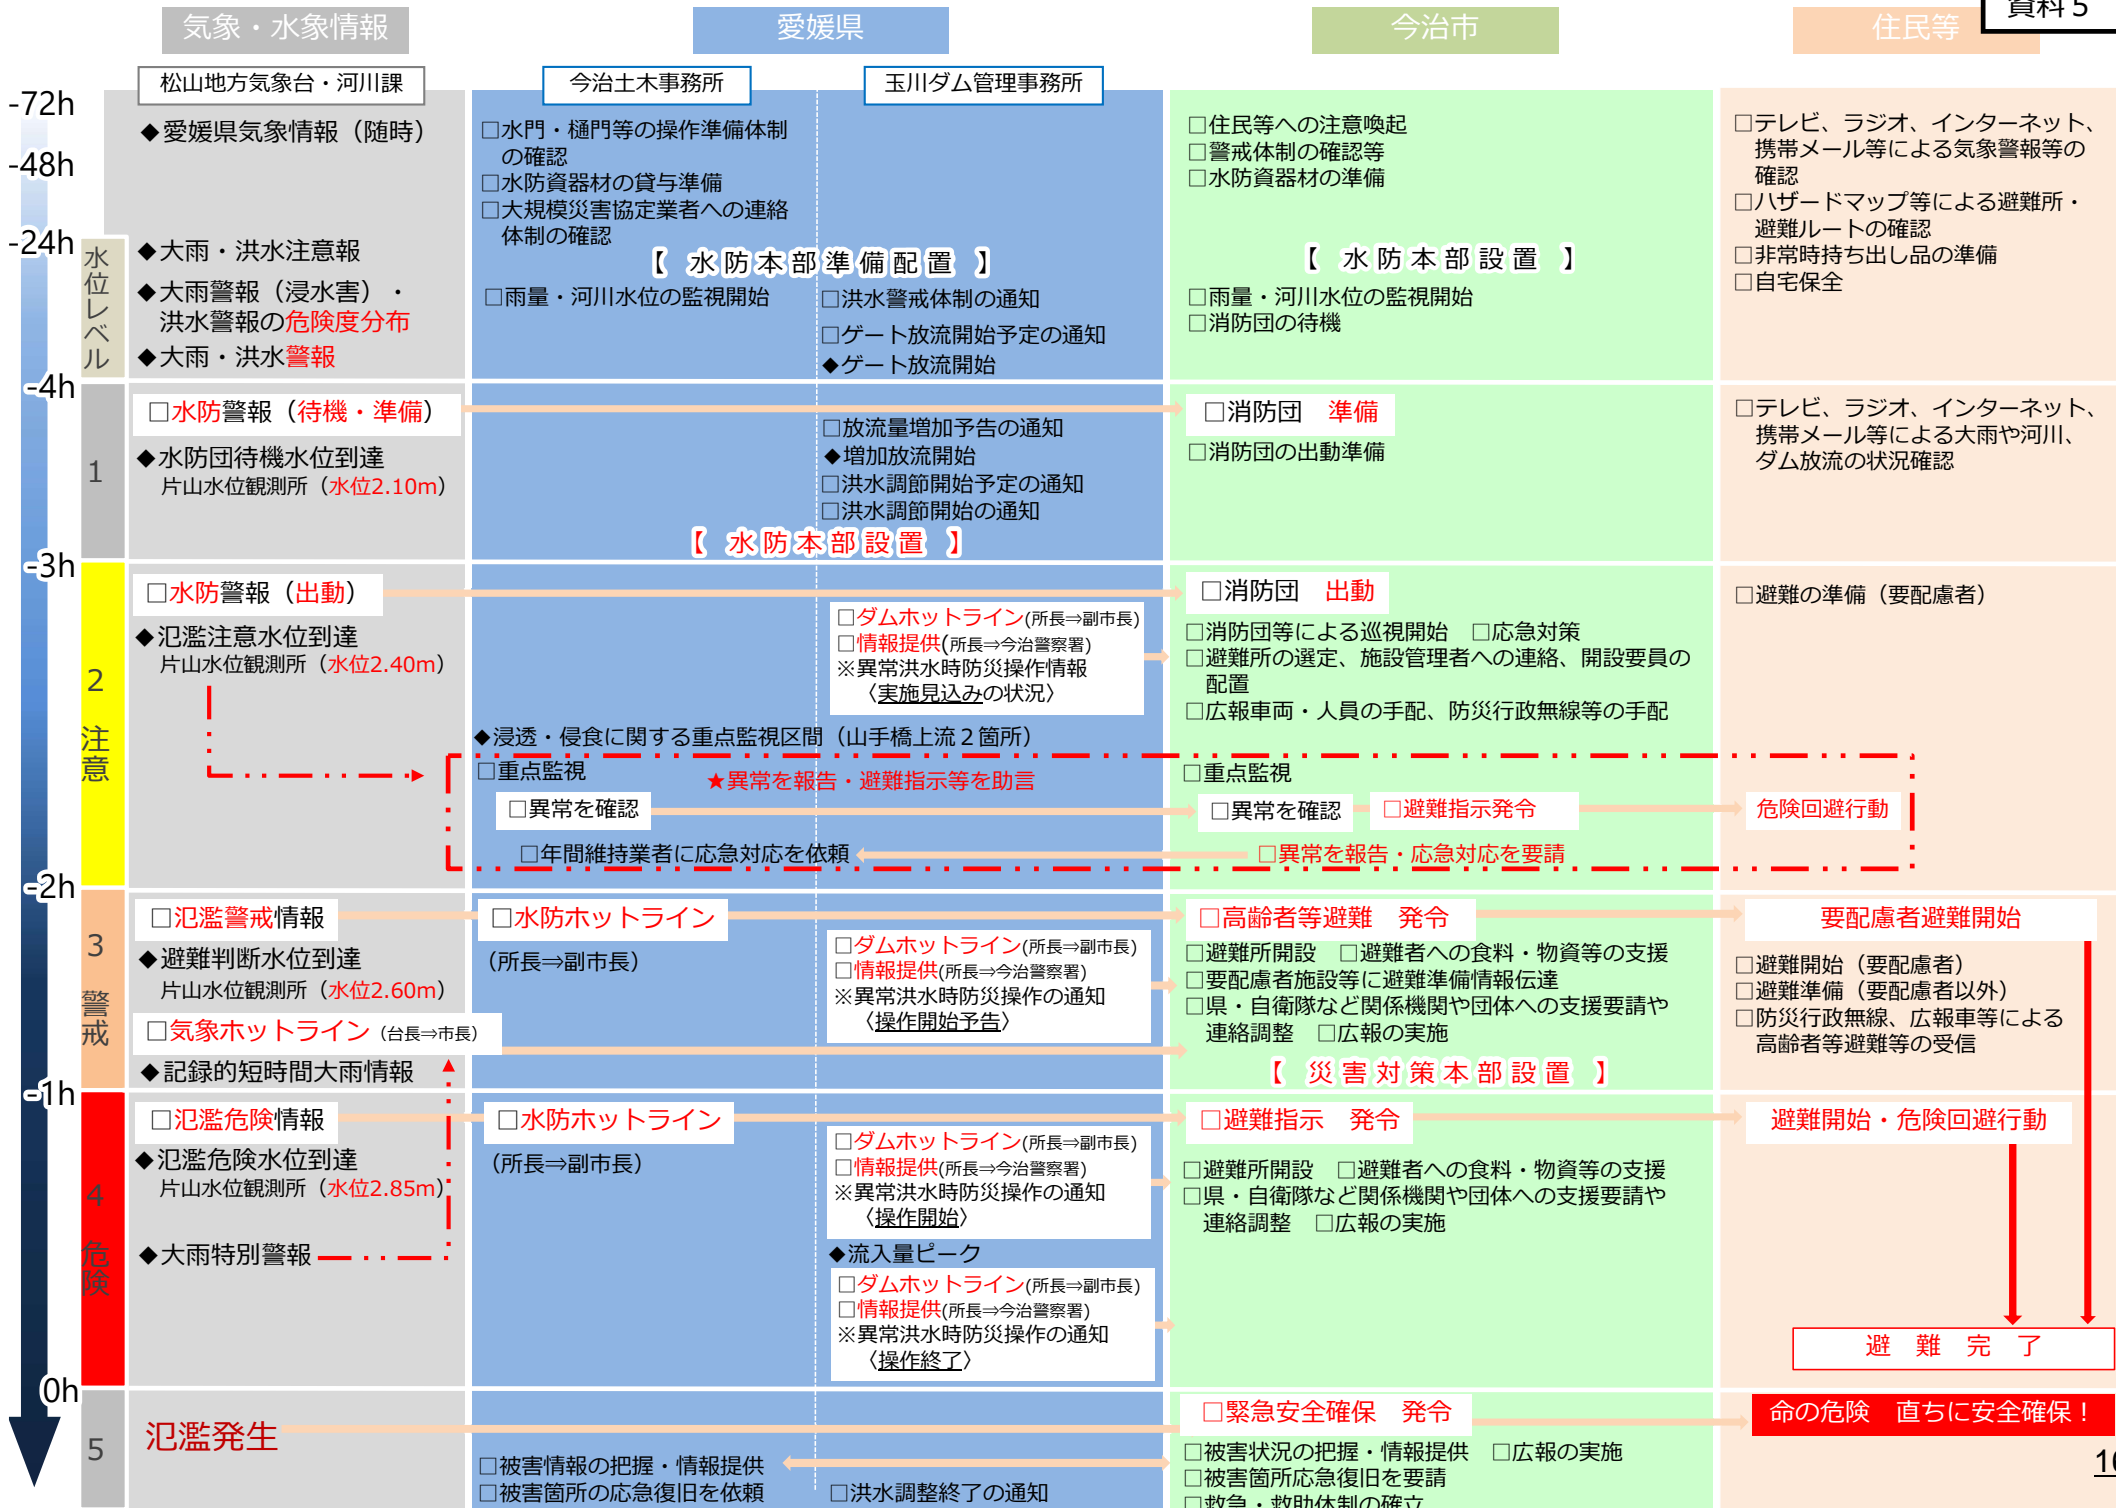 資料５
気象・水象情報
愛媛県
今治市
住民等
松山地方気象台・河川課
今治土木事務所
玉川ダム管理事務所
-72h
-48h
-24h
水位レベル
◆愛媛県気象情報（随時）
□水門・樋門等の操作準備体制
の確認
□水防資器材の貸与準備
□大規模災害協定業者への連絡
体制の確認
□住民等への注意喚起
□警戒体制の確認等
□水防資器材の準備
□テレビ、ラジオ、インターネット、
携帯メール等による気象警報等の
確認
□ハザードマップ等による避難所・
避難ルートの確認
□非常時持ち出し品の準備
□自宅保全
◆大雨・洪水注意報
◆大雨警報（浸水害）・
洪水警報の危険度分布
◆大雨・洪水警報
【 水防本部準備配置 】
□雨量・河川水位の監視開始
□洪水警戒体制の通知
□ゲート放流開始予定の通知
◆ゲート放流開始
【 水防本部設置 】
□雨量・河川水位の監視開始
□消防団の待機
-4h
1
□水防警報（待機・準備）
◆水防団待機水位到達
片山水位観測所（水位2.10m）
□放流量増加予告の通知
◆増加放流開始
□洪水調節開始予定の通知
□洪水調節開始の通知
【 水防本部設置 】
□消防団 準備
□消防団の出動準備
□テレビ、ラジオ、インターネット、
携帯メール等による大雨や河川、
ダム放流の状況確認
-3h
2
注意
□水防警報（出動）
◆氾濫注意水位到達
片山水位観測所（水位2.40m）
□ダムホットライン(所長⇒副市長)
□情報提供(所長⇒今治警察署)
※異常洪水時防災操作情報
〈実施見込みの状況〉
□消防団 出動
□消防団等による巡視開始 □応急対策
□避難所の選定、施設管理者への連絡、開設要員の
配置
□広報車両・人員の手配、防災行政無線等の手配
□避難の準備（要配慮者）
◆浸透・侵食に関する重点監視区間（山手橋上流２箇所）
□重点監視
★異常を報告・避難指示等を助言
□異常を確認
□年間維持業者に応急対応を依頼
□重点監視
□異常を確認
□避難指示発令
危険回避行動
□異常を報告・応急対応を要請
-2h
3
警戒
□氾濫警戒情報
◆避難判断水位到達
片山水位観測所（水位2.60m）
□気象ホットライン（台長⇒市長）
◆記録的短時間大雨情報
□水防ホットライン
（所長⇒副市長）
□ダムホットライン(所長⇒副市長)
□情報提供(所長⇒今治警察署)
※異常洪水時防災操作の通知
〈操作開始予告〉
□高齢者等避難 発令
□避難所開設 □避難者への食料・物資等の支援
□要配慮者施設等に避難準備情報伝達
□県・自衛隊など関係機関や団体への支援要請や
連絡調整 □広報の実施
【 災害対策本部設置 】
要配慮者避難開始
□避難開始（要配慮者）
□避難準備（要配慮者以外）
□防災行政無線、広報車等による
高齢者等避難等の受信
-1h
4
危険
□氾濫危険情報
◆氾濫危険水位到達
片山水位観測所（水位2.85m）
◆大雨特別警報
□水防ホットライン
（所長⇒副市長）
□ダムホットライン(所長⇒副市長)
□情報提供(所長⇒今治警察署)
※異常洪水時防災操作の通知
〈操作開始〉
◆流入量ピーク
□ダムホットライン(所長⇒副市長)
□情報提供(所長⇒今治警察署)
※異常洪水時防災操作の通知
〈操作終了〉
□避難指示 発令
□避難所開設 □避難者への食料・物資等の支援
□県・自衛隊など関係機関や団体への支援要請や
連絡調整 □広報の実施
避難開始・危険回避行動
避 難 完 了
0h
5
氾濫発生
□被害情報の把握・情報提供
□被害箇所の応急復旧を依頼
□洪水調整終了の通知
□緊急安全確保 発令
□被害状況の把握・情報提供 □広報の実施
□被害箇所応急復旧を要請
□救急・救助体制の確立
命の危険 直ちに安全確保！
16